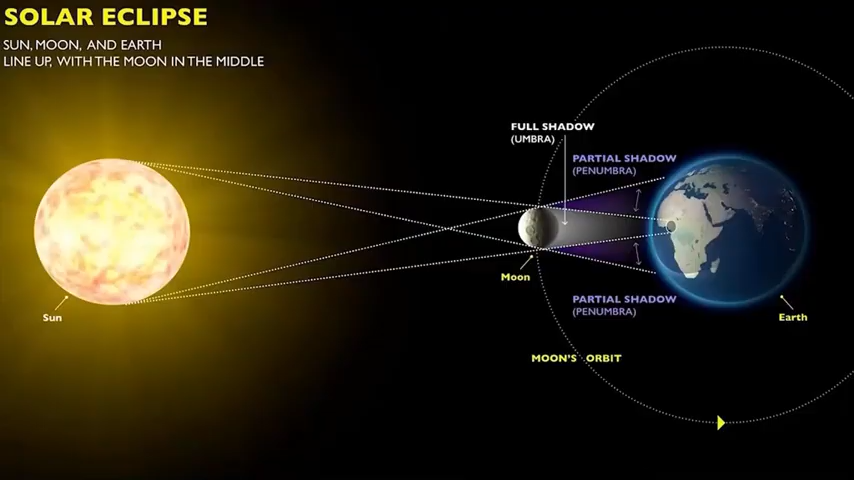 SOLAR ECLIPSE
SUN, MOON, AND EARTH
LINE UP, WITH THE MOON IN THE MIDDLE
FULL SHADOW
(UMBRA)
PARTIAL SHADOW
(PENUMBRA)
Moon
Sun
PARTIAL SHADOW
(PENUMBRA)
Earth
MOON'S ORBIT